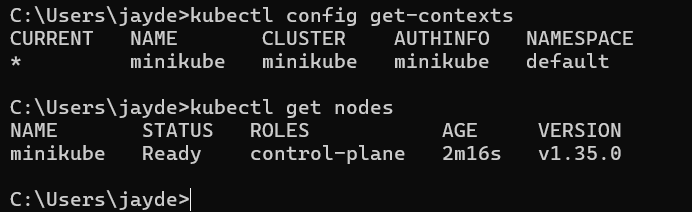 C:\Users\jayde>kubectl config get-contexts
CURRENT   NAME       CLUSTER    AUTHINFO   NAMESPACE
*         minikube   minikube   minikube   default
C:\Users\jayde>kubectl get nodes
NAME       STATUS   ROLES           AGE     VERSION
minikube   Ready    control-plane   2m16s   v1.35.0
C:\Users\jayde>